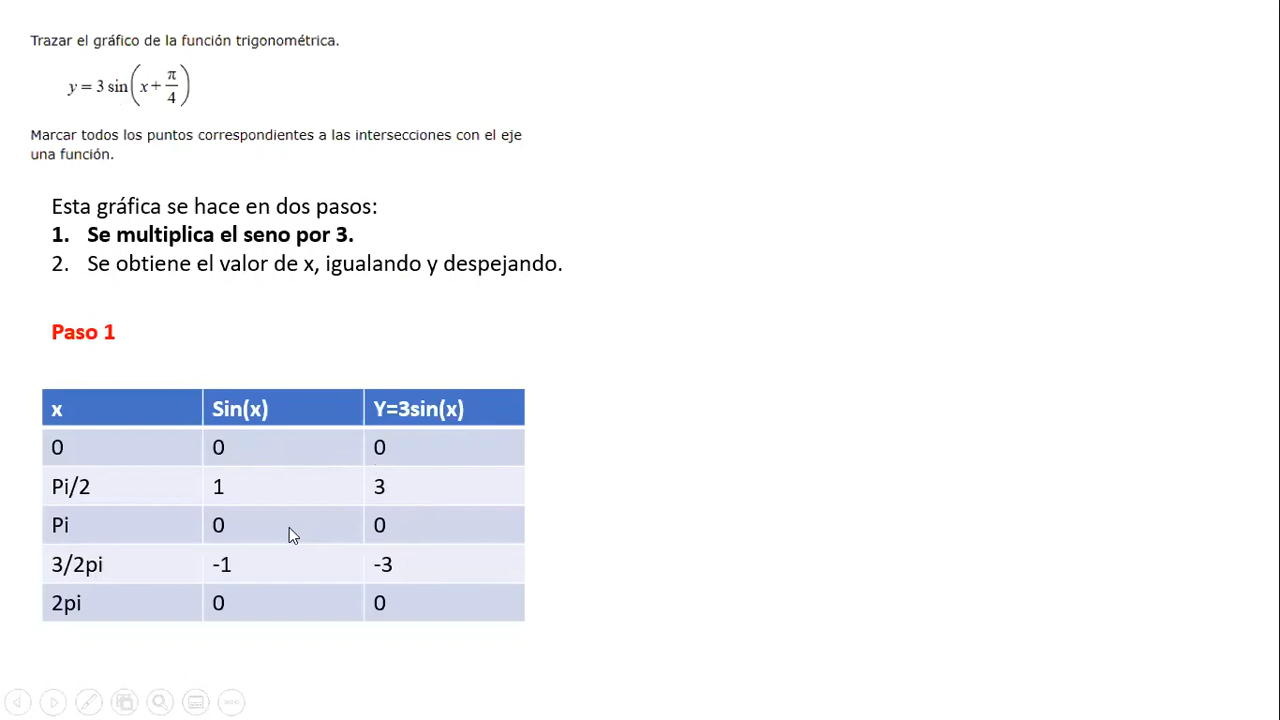 Trazar el gráfico de la función trigonométrica.
y = 3 sin(x + π/4)
Marcar todos los puntos correspondientes a las intersecciones con el eje
una función.
Esta gráfica se hace en dos pasos:
1. Se multiplica el seno por 3.
2. Se obtiene el valor de x, igualando y despejando.
Paso 1
x Sin(x) Y=3sin(x)
0 0 0
Pi/2 1 3
Pi 0 0
3/2pi -1 -3
2pi 0 0